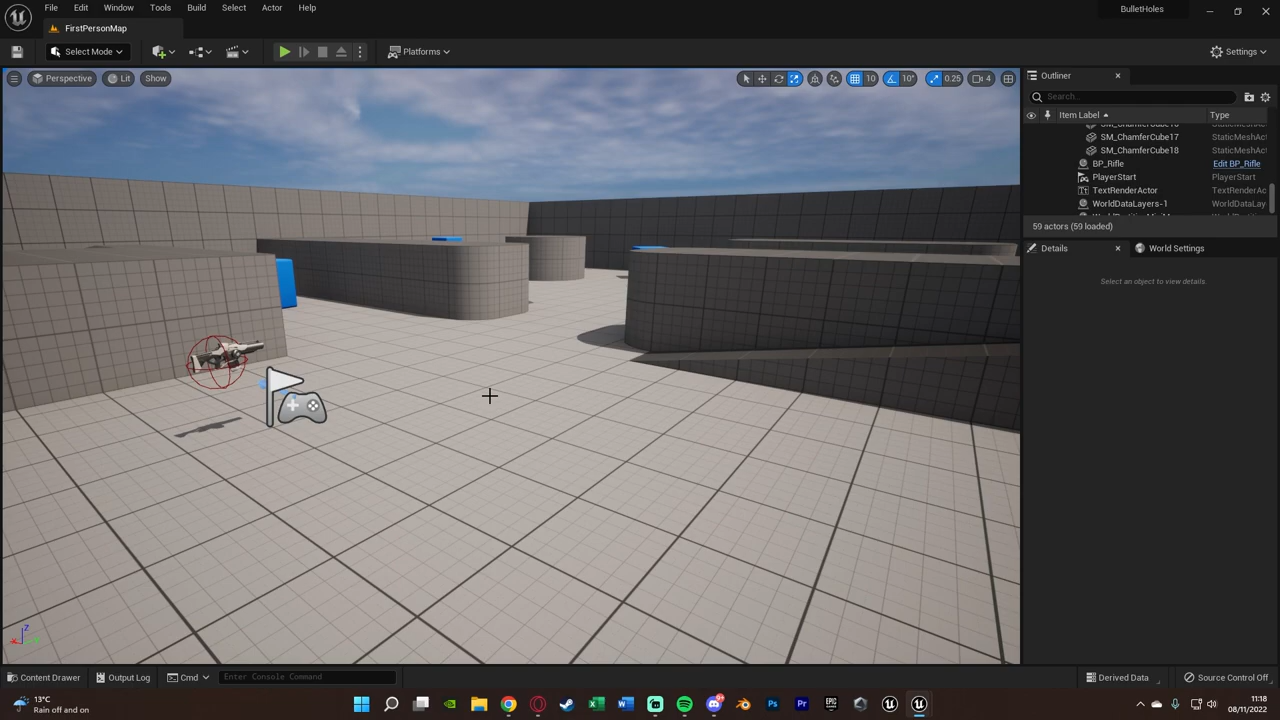 File Edit Window Tools Build Select Actor Help BulletHoles
FirstPersonMap
Select Mode Platforms Settings
Perspective Lit Show 10 10° 0.25 4
Outliner
Search...
Item Label Type
SM_ChamferCube17 StaticMeshAc
SM_ChamferCube18 StaticMeshAc
BP_Rifle Edit BP_Rifle
PlayerStart PlayerStart
TextRenderActor TextRenderAc
WorldDataLayers-1 WorldDataLay
59 actors (59 loaded)
Details World Settings
Select an object to view details.
Z
Content Drawer Output Log Cmd Enter Console Command Derived Data Source Control Off
13°C
Rain off and on
11:18
08/11/2022